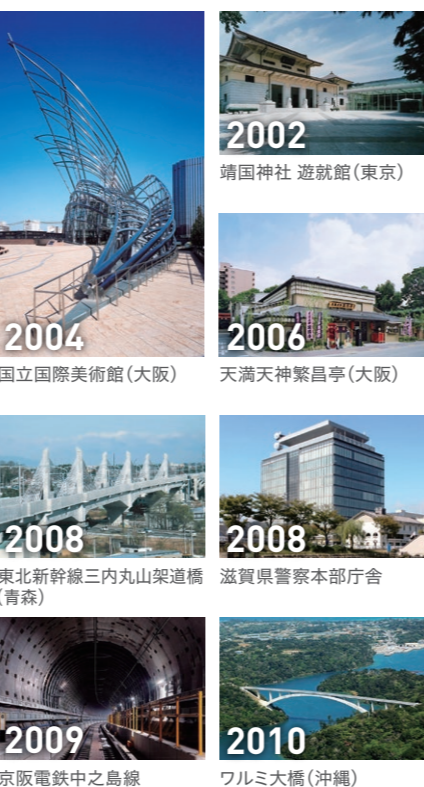 2002
靖国神社 遊就館（東京）
2004
国立国際美術館（大阪）
2006
天満天神繁昌亭（大阪）
2008
東北新幹線三内丸山架道橋
（青森）
2008
滋賀県警察本部庁舎
2009
京阪電鉄中之島線
2010
ワルミ大橋（沖縄）